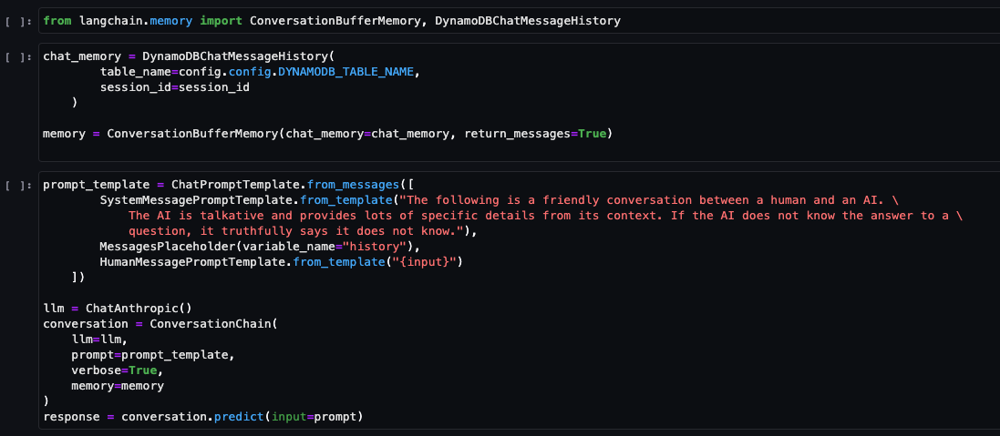 [ ]: from langchain.memory import ConversationBufferMemory, DynamoDBChatMessageHistory
[ ]: chat_memory = DynamoDBChatMessageHistory(
        table_name=config.config.DYNAMODB_TABLE_NAME,
        session_id=session_id
    )

memory = ConversationBufferMemory(chat_memory=chat_memory, return_messages=True)

[ ]: prompt_template = ChatPromptTemplate.from_messages([
        SystemMessagePromptTemplate.from_template("The following is a friendly conversation between a human and an AI. \
            The AI is talkative and provides lots of specific details from its context. If the AI does not know the answer to a \
            question, it truthfully says it does not know."),
        MessagesPlaceholder(variable_name="history"),
        HumanMessagePromptTemplate.from_template("{input}")
    ])

llm = ChatAnthropic()
conversation = ConversationChain(
    llm=llm,
    prompt=prompt_template,
    verbose=True,
    memory=memory
)
response = conversation.predict(input=prompt)